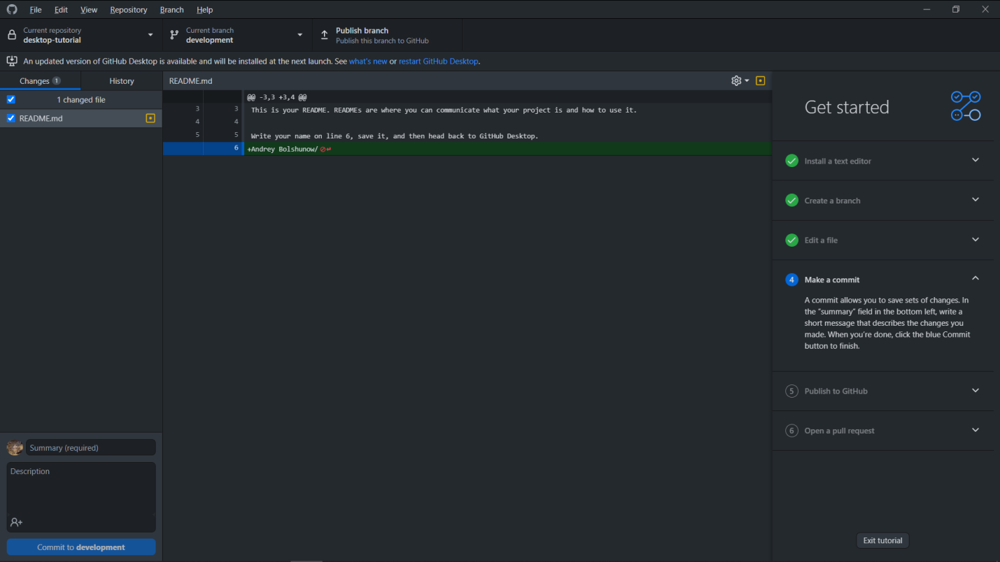 File Edit View Repository Branch Help
Current repository
desktop-tutorial
Current branch
development
Publish branch
Publish this branch to GitHub
An updated version of GitHub Desktop is available and will be installed at the next launch. See what's new or restart GitHub Desktop.
Changes 1 History
1 changed file
README.md
README.md
@@ -3,3 +3,4 @@
3 3 This is your README. READMEs are where you can communicate what your project is and how to use it.
4 4
5 5 Write your name on line 6, save it, and then head back to GitHub Desktop.
6 +Andrey Bolshunow/
Get started
Install a text editor
Create a branch
Edit a file
4 Make a commit
A commit allows you to save sets of changes. In
the “summary” field in the bottom left, write a
short message that describes the changes you
made. When you’re done, click the blue Commit
button to finish.
5 Publish to GitHub
6 Open a pull request
Exit tutorial
Summary (required)
Description
Commit to development